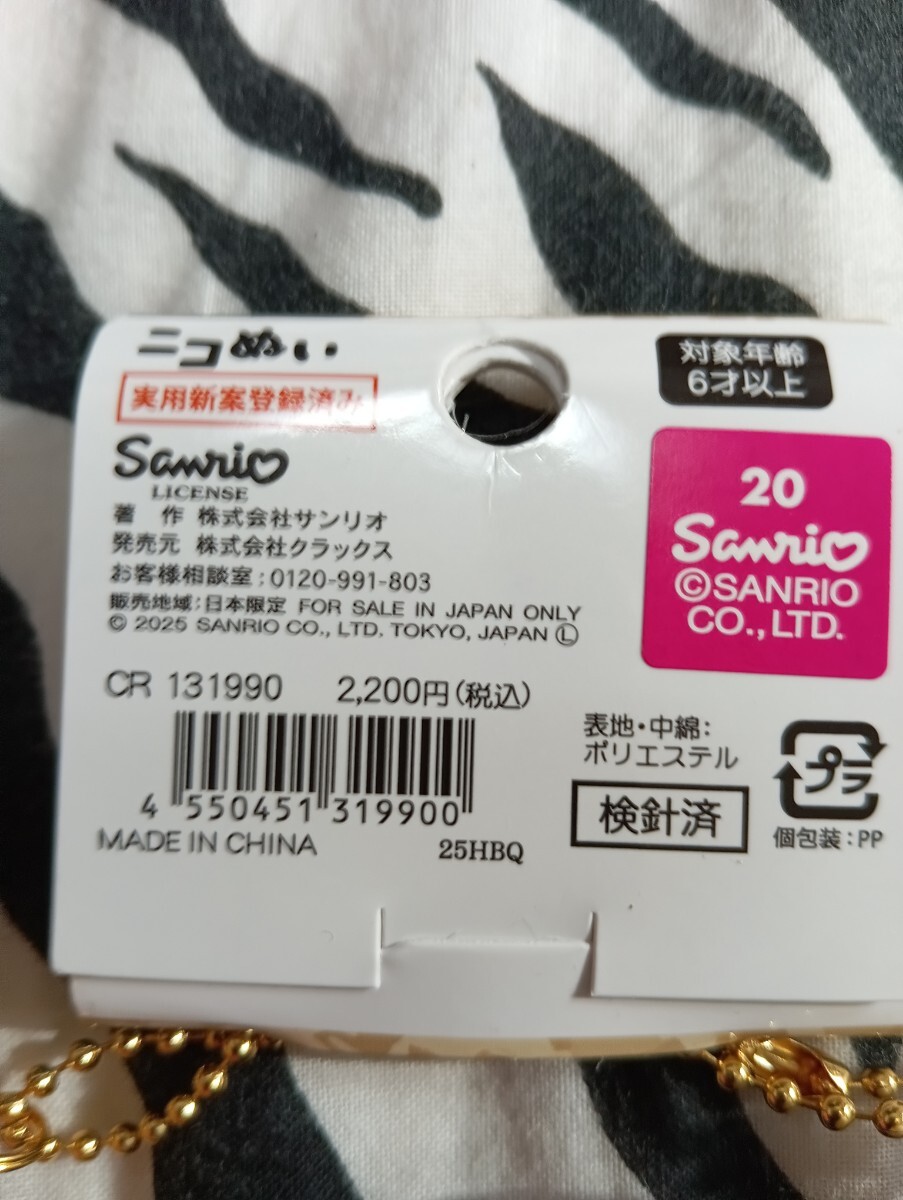 ニコぬい
実用新案登録済み
Sanrio
LICENSE
著 作 株式会社サンリオ
発売元 株式会社クラックス
お客様相談室:0120-991-803
販売地域:日本限定 FOR SALE IN JAPAN ONLY
© 2025 SANRIO CO., LTD. TOKYO, JAPAN Ⓛ
CR 131990 2,200円(税込)
4 550451 319900
MADE IN CHINA 25HBQ
対象年齢
6才以上
20
Sanrio
©SANRIO
CO., LTD.
表地・中綿:
ポリエステル
検針済
プラ
個包装:PP